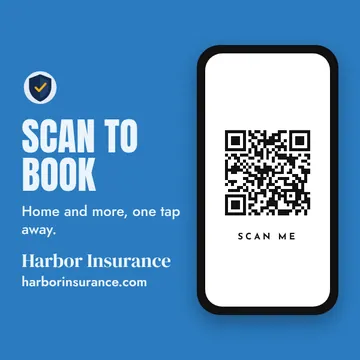 SCAN TO
BOOK
Home and more, one tap
away.
Harbor Insurance
harborinsurance.com
SCAN ME